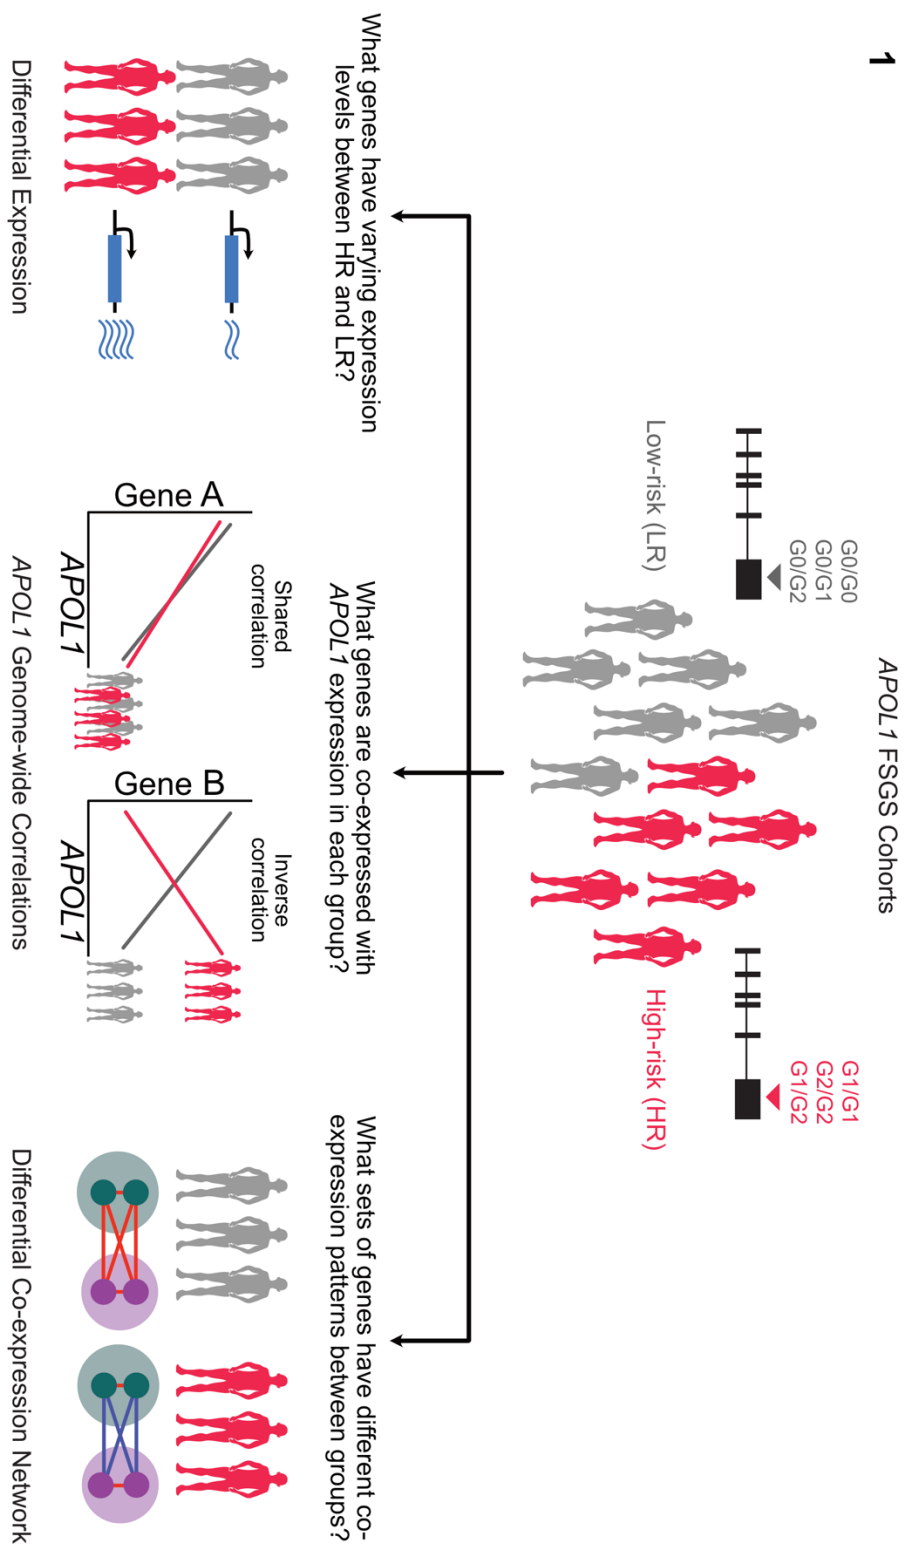 1
APOL1 FSGS Cohorts
G0/G0
G0/G1
G0/G2
Low-risk (LR)
G1/G1
G2/G2
G1/G2
High-risk (HR)
What genes have varying expression
levels between HR and LR?
Differential Expression
What genes are co-expressed with
APOL1 expression in each group?
Shared
correlation
Gene A
APOL1
Inverse
correlation
Gene B
APOL1
APOL1 Genome-wide Correlations
What sets of genes have different co-
expression patterns between groups?
Differential Co-expression Network